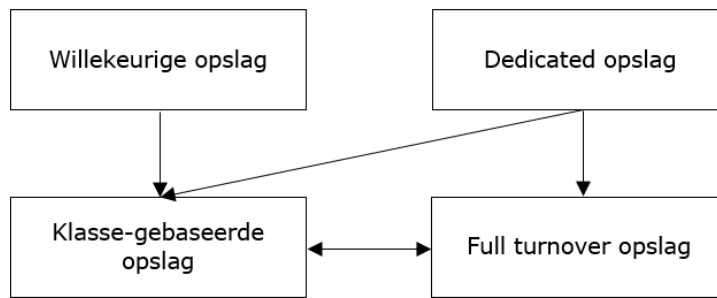 Willekeurige opslag
Dedicated opslag
Klasse-gebaseerde
opslag
Full turnover opslag